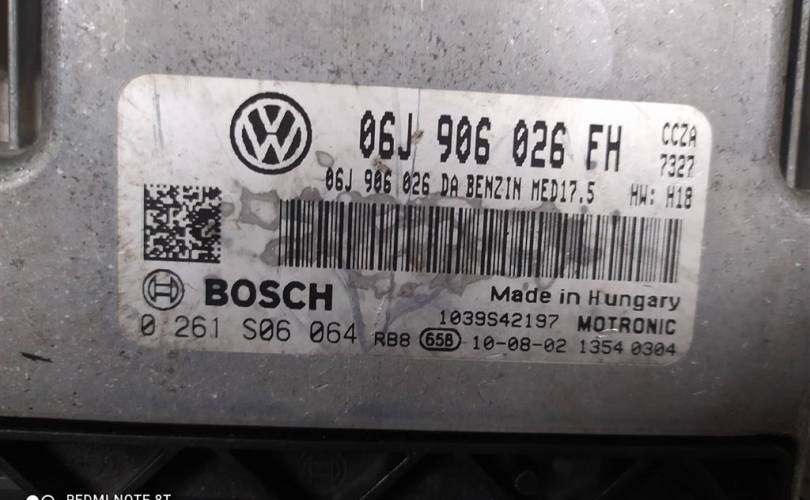 06J 906 026 FH
CCZA
7327
06J 906 026 DA BENZIN MED17.5
HW: H18
BOSCH
Made in Hungary
1039S42197 MOTRONIC
0 261 S06 064 RB8 658 10-08-02 1354 0304
REDMI NOTE 8T